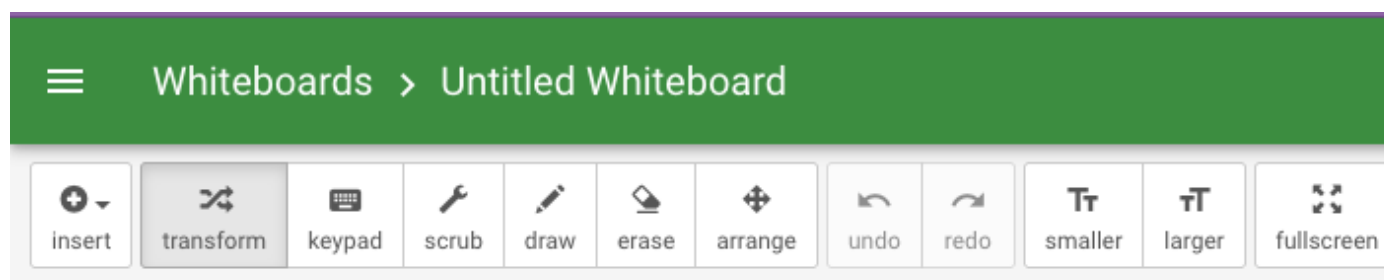 Whiteboards > Untitled Whiteboard
insert transform keypad scrub draw erase arrange undo redo smaller larger fullscreen